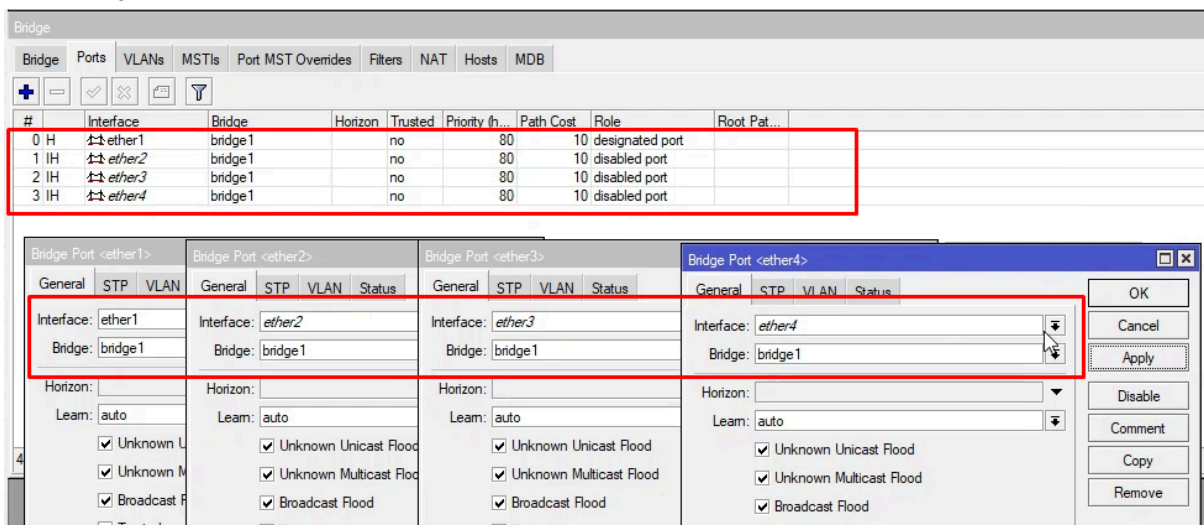 Bridge
Bridge Ports VLANs MSTIs Port MST Overrides Filters NAT Hosts MDB
# Interface Bridge Horizon Trusted Priority (h... Path Cost Role Root Pat...
0 H ether1 bridge1 no 80 10 designated port
1 IH ether2 bridge1 no 80 10 disabled port
2 IH ether3 bridge1 no 80 10 disabled port
3 IH ether4 bridge1 no 80 10 disabled port
Bridge Port <ether1> Bridge Port <ether2> Bridge Port <ether3> Bridge Port <ether4>
General STP VLAN General STP VLAN Status General STP VLAN Status General STP VLAN Status OK
Interface: ether1 Interface: ether2 Interface: ether3 Interface: ether4 Cancel
Bridge: bridge1 Bridge: bridge1 Bridge: bridge1 Bridge: bridge1 Apply
Horizon: Horizon: Horizon: Horizon: Disable
Learn: auto Learn: auto Learn: auto Learn: auto Comment
Unknown U Unknown Unicast Flood Unknown Unicast Flood Unknown Unicast Flood
4 Copy
Unknown M Unknown Multicast Flo Unknown Multicast Flood Unknown Multicast Flood
Broadcast F Broadcast Flood Broadcast Flood Broadcast Flood Remove